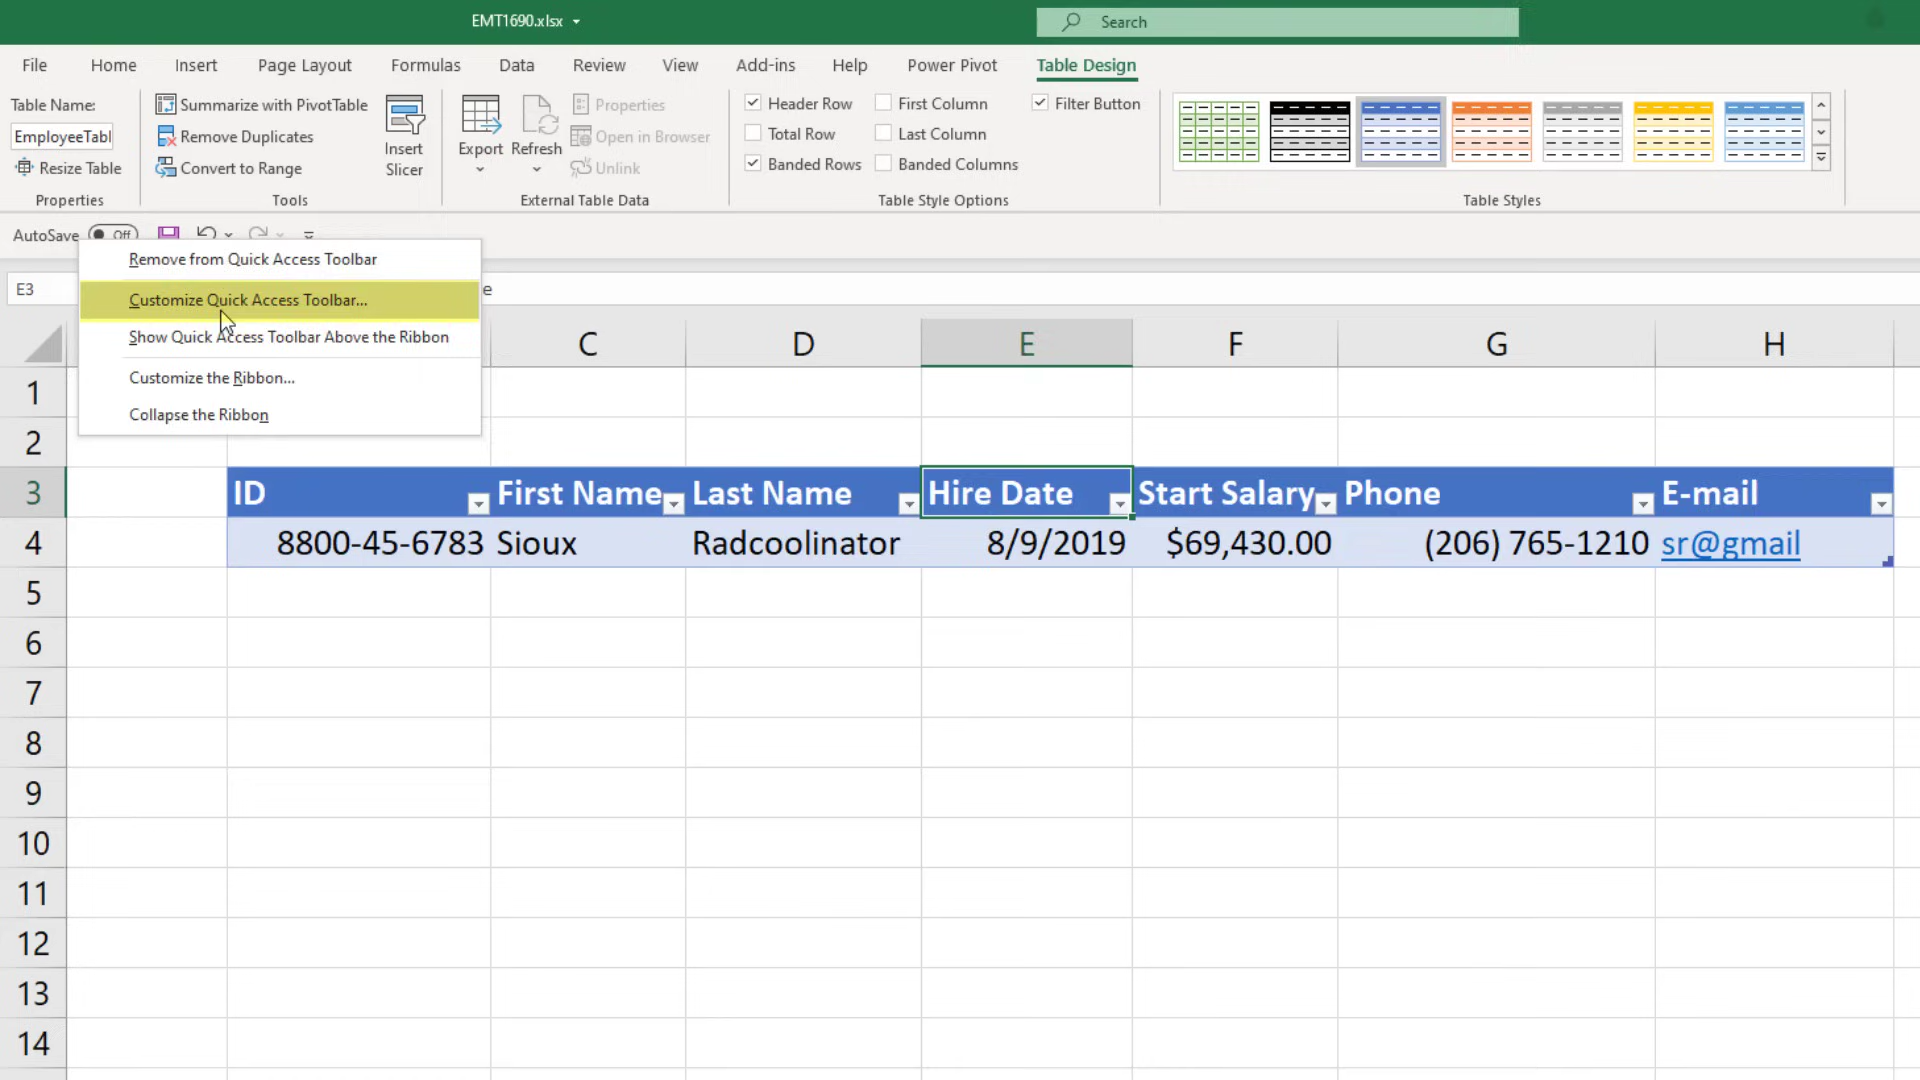 EMT1690.xlsx
Search
File Home Insert Page Layout Formulas Data Review View Add-ins Help Power Pivot Table Design
Table Name:
EmployeeTabl
Resize Table
Properties
Summarize with PivotTable
Remove Duplicates
Convert to Range
Tools
Insert
Slicer
Export
Refresh
Properties
Open in Browser
Unlink
External Table Data
Header Row First Column Filter Button
Total Row Last Column
Banded Rows Banded Columns
Table Style Options
Table Styles
AutoSave Off
Remove from Quick Access Toolbar
Customize Quick Access Toolbar...
Show Quick Access Toolbar Above the Ribbon
Customize the Ribbon...
Collapse the Ribbon
E3 e
C D E F G H
1
2
3 ID First Name Last Name Hire Date Start Salary Phone E-mail
4 8800-45-6783 Sioux Radcoolinator 8/9/2019 $69,430.00 (206) 765-1210 sr@gmail
5
6
7
8
9
10
11
12
13
14